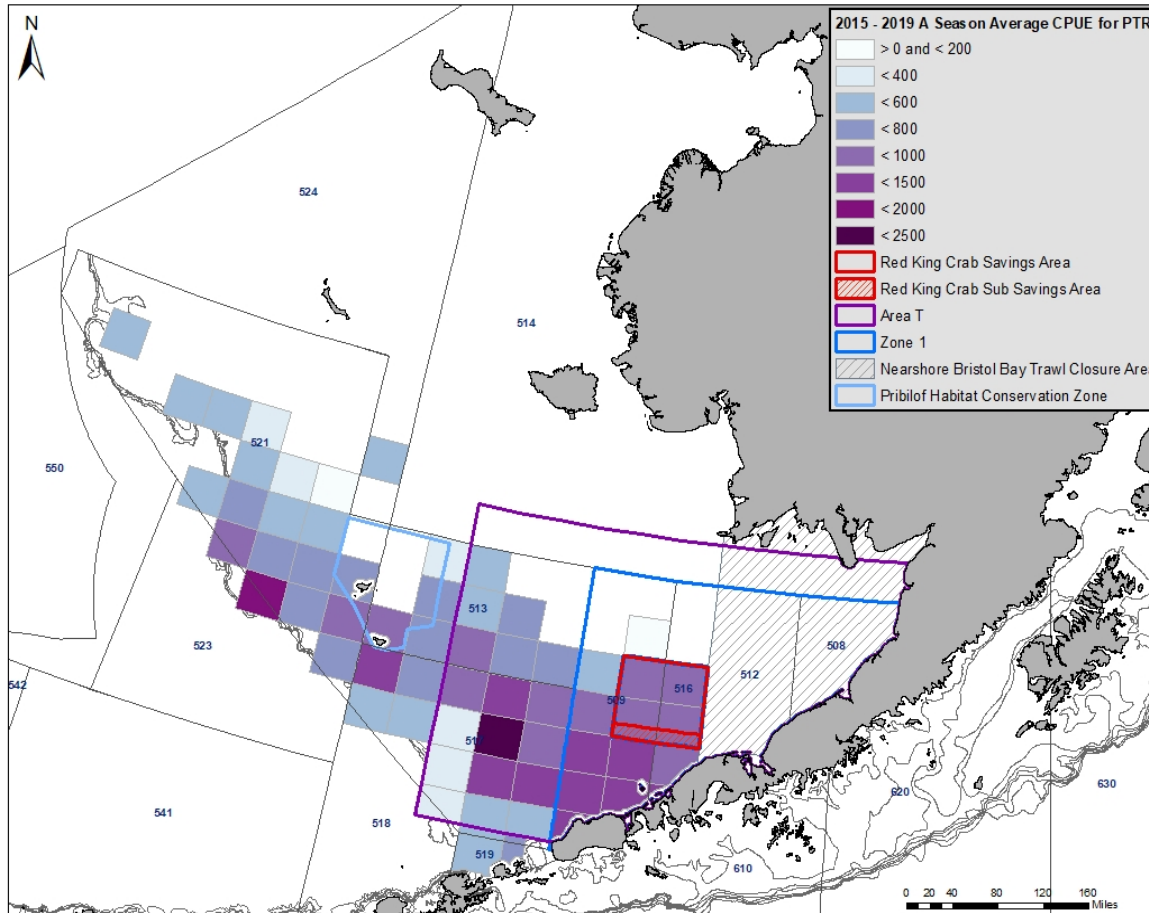 N
2015 - 2019 A Season Average CPUE for PTR
> 0 and < 200
< 400
< 600
< 800
< 1000
< 1500
< 2000
< 2500
Red King Crab Savings Area
Red King Crab Sub Savings Area
Area T
Zone 1
Nearshore Bristol Bay Trawl Closure Area
Pribilof Habitat Conservation Zone
524
514
521
550
513
508
512
516
509
523
542
517
541
518
519
610
620
630
0 20 40 80 120 160
Miles